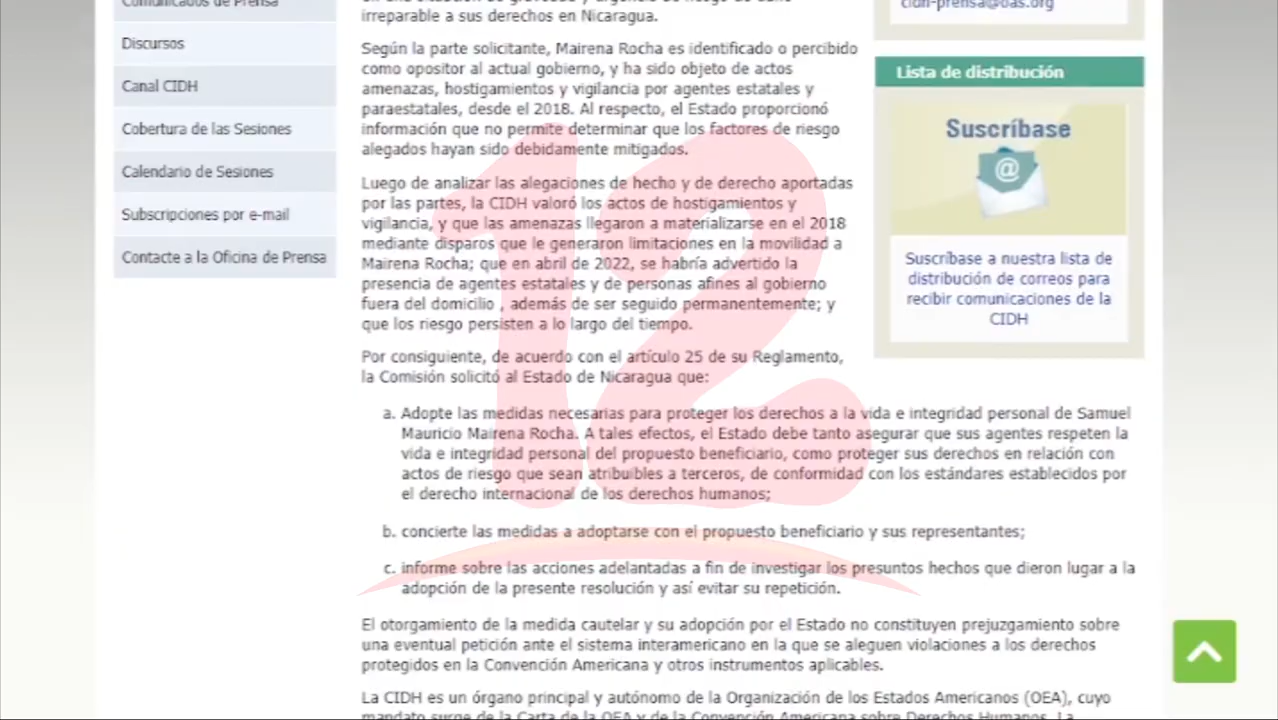 Comunicados de Prensa
Discursos
Canal CIDH
Cobertura de las Sesiones
Calendario de Sesiones
Subscripciones por e-mail
Contacte a la Oficina de Prensa
irreparable a sus derechos en Nicaragua.
Según la parte solicitante, Mairena Rocha es identificado o percibido
como opositor al actual gobierno, y ha sido objeto de actos
amenazas, hostigamientos y vigilancia por agentes estatales y
paraestatales, desde el 2018. Al respecto, el Estado proporcionó
información que no permite determinar que los factores de riesgo
alegados hayan sido debidamente mitigados.
Luego de analizar las alegaciones de hecho y de derecho aportadas
por las partes, la CIDH valoró los actos de hostigamientos y
vigilancia, y que las amenazas llegaron a materializarse en el 2018
mediante disparos que le generaron limitaciones en la movilidad a
Mairena Rocha; que en abril de 2022, se habría advertido la
presencia de agentes estatales y de personas afines al gobierno
fuera del domicilio , además de ser seguido permanentemente; y
que los riesgo persisten a lo largo del tiempo.
Por consiguiente, de acuerdo con el artículo 25 de su Reglamento,
la Comisión solicitó al Estado de Nicaragua que:
a. Adopte las medidas necesarias para proteger los derechos a la vida e integridad personal de Samuel
Mauricio Mairena Rocha. A tales efectos, el Estado debe tanto asegurar que sus agentes respeten la
vida e integridad personal del propuesto beneficiario, como proteger sus derechos en relación con
actos de riesgo que sean atribuibles a terceros, de conformidad con los estándares establecidos por
el derecho internacional de los derechos humanos;
b. concierte las medidas a adoptarse con el propuesto beneficiario y sus representantes;
c. informe sobre las acciones adelantadas a fin de investigar los presuntos hechos que dieron lugar a la
adopción de la presente resolución y así evitar su repetición.
El otorgamiento de la medida cautelar y su adopción por el Estado no constituyen prejuzgamiento sobre
una eventual petición ante el sistema interamericano en la que se aleguen violaciones a los derechos
protegidos en la Convención Americana y otros instrumentos aplicables.
La CIDH es un órgano principal y autónomo de la Organización de los Estados Americanos (OEA), cuyo
mandato surge de la Carta de la OEA y de la Convención Americana sobre Derechos Humanos. La
cidh-prensa@oas.org
Lista de distribución
Suscríbase
@
Suscríbase a nuestra lista de
distribución de correos para
recibir comunicaciones de la
CIDH
12